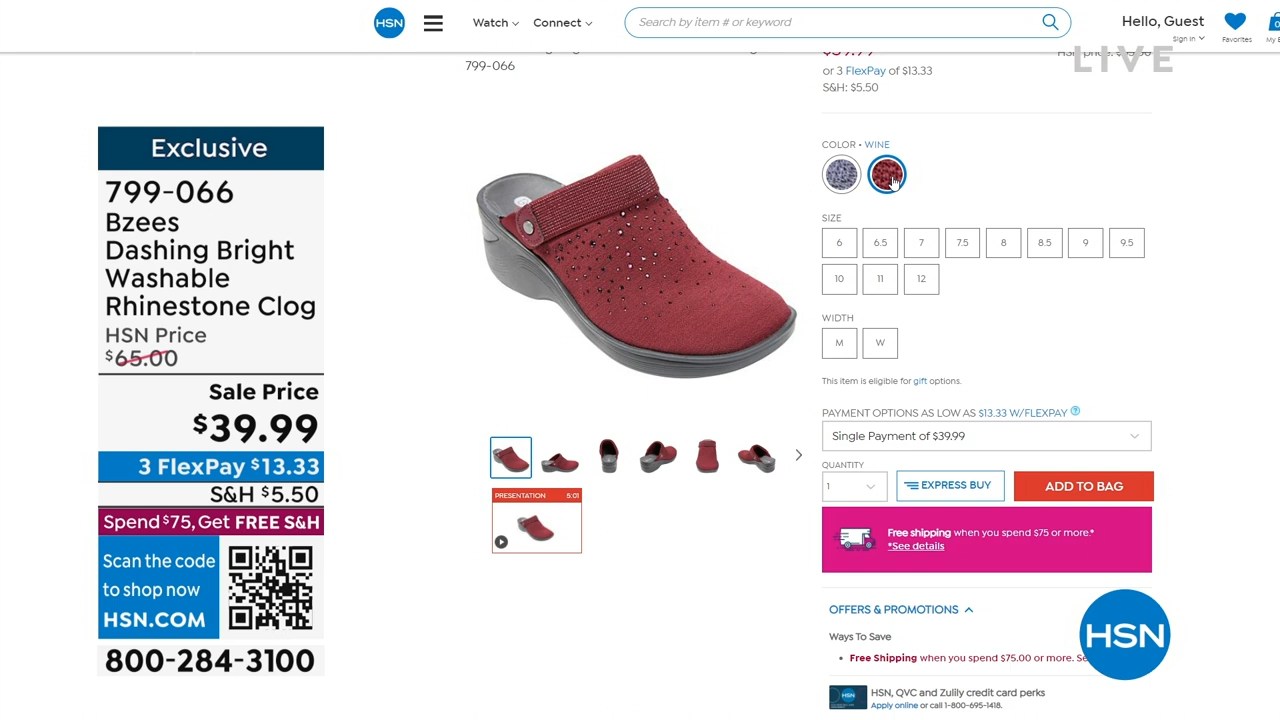 HSN
Watch
Connect
Search by item # or keyword
Hello, Guest
Sign In
Favorites
0
LIVE
799-066
or 3 FlexPay of $13.33
S&H: $5.50
Exclusive
799-066
Bzees
Dashing Bright
Washable
Rhinestone Clog
HSN Price
$65.00
Sale Price
$39.99
3 FlexPay $13.33
S&H $5.50
Spend $75, Get FREE S&H
Scan the code
to shop now
HSN.COM
800-284-3100
PRESENTATION 5:01
COLOR • WINE
SIZE
6 6.5 7 7.5 8 8.5 9 9.5
10 11 12
WIDTH
M W
This item is eligible for gift options.
PAYMENT OPTIONS AS LOW AS $13.33 W/FLEXPAY ?
Single Payment of $39.99
QUANTITY
1
EXPRESS BUY
ADD TO BAG
Free shipping when you spend $75 or more.*
*See details
OFFERS & PROMOTIONS
Ways To Save
• Free Shipping when you spend $75.00 or more.
HSN
HSN, QVC and Zulily credit card perks
Apply online or call 1-800-695-1418.